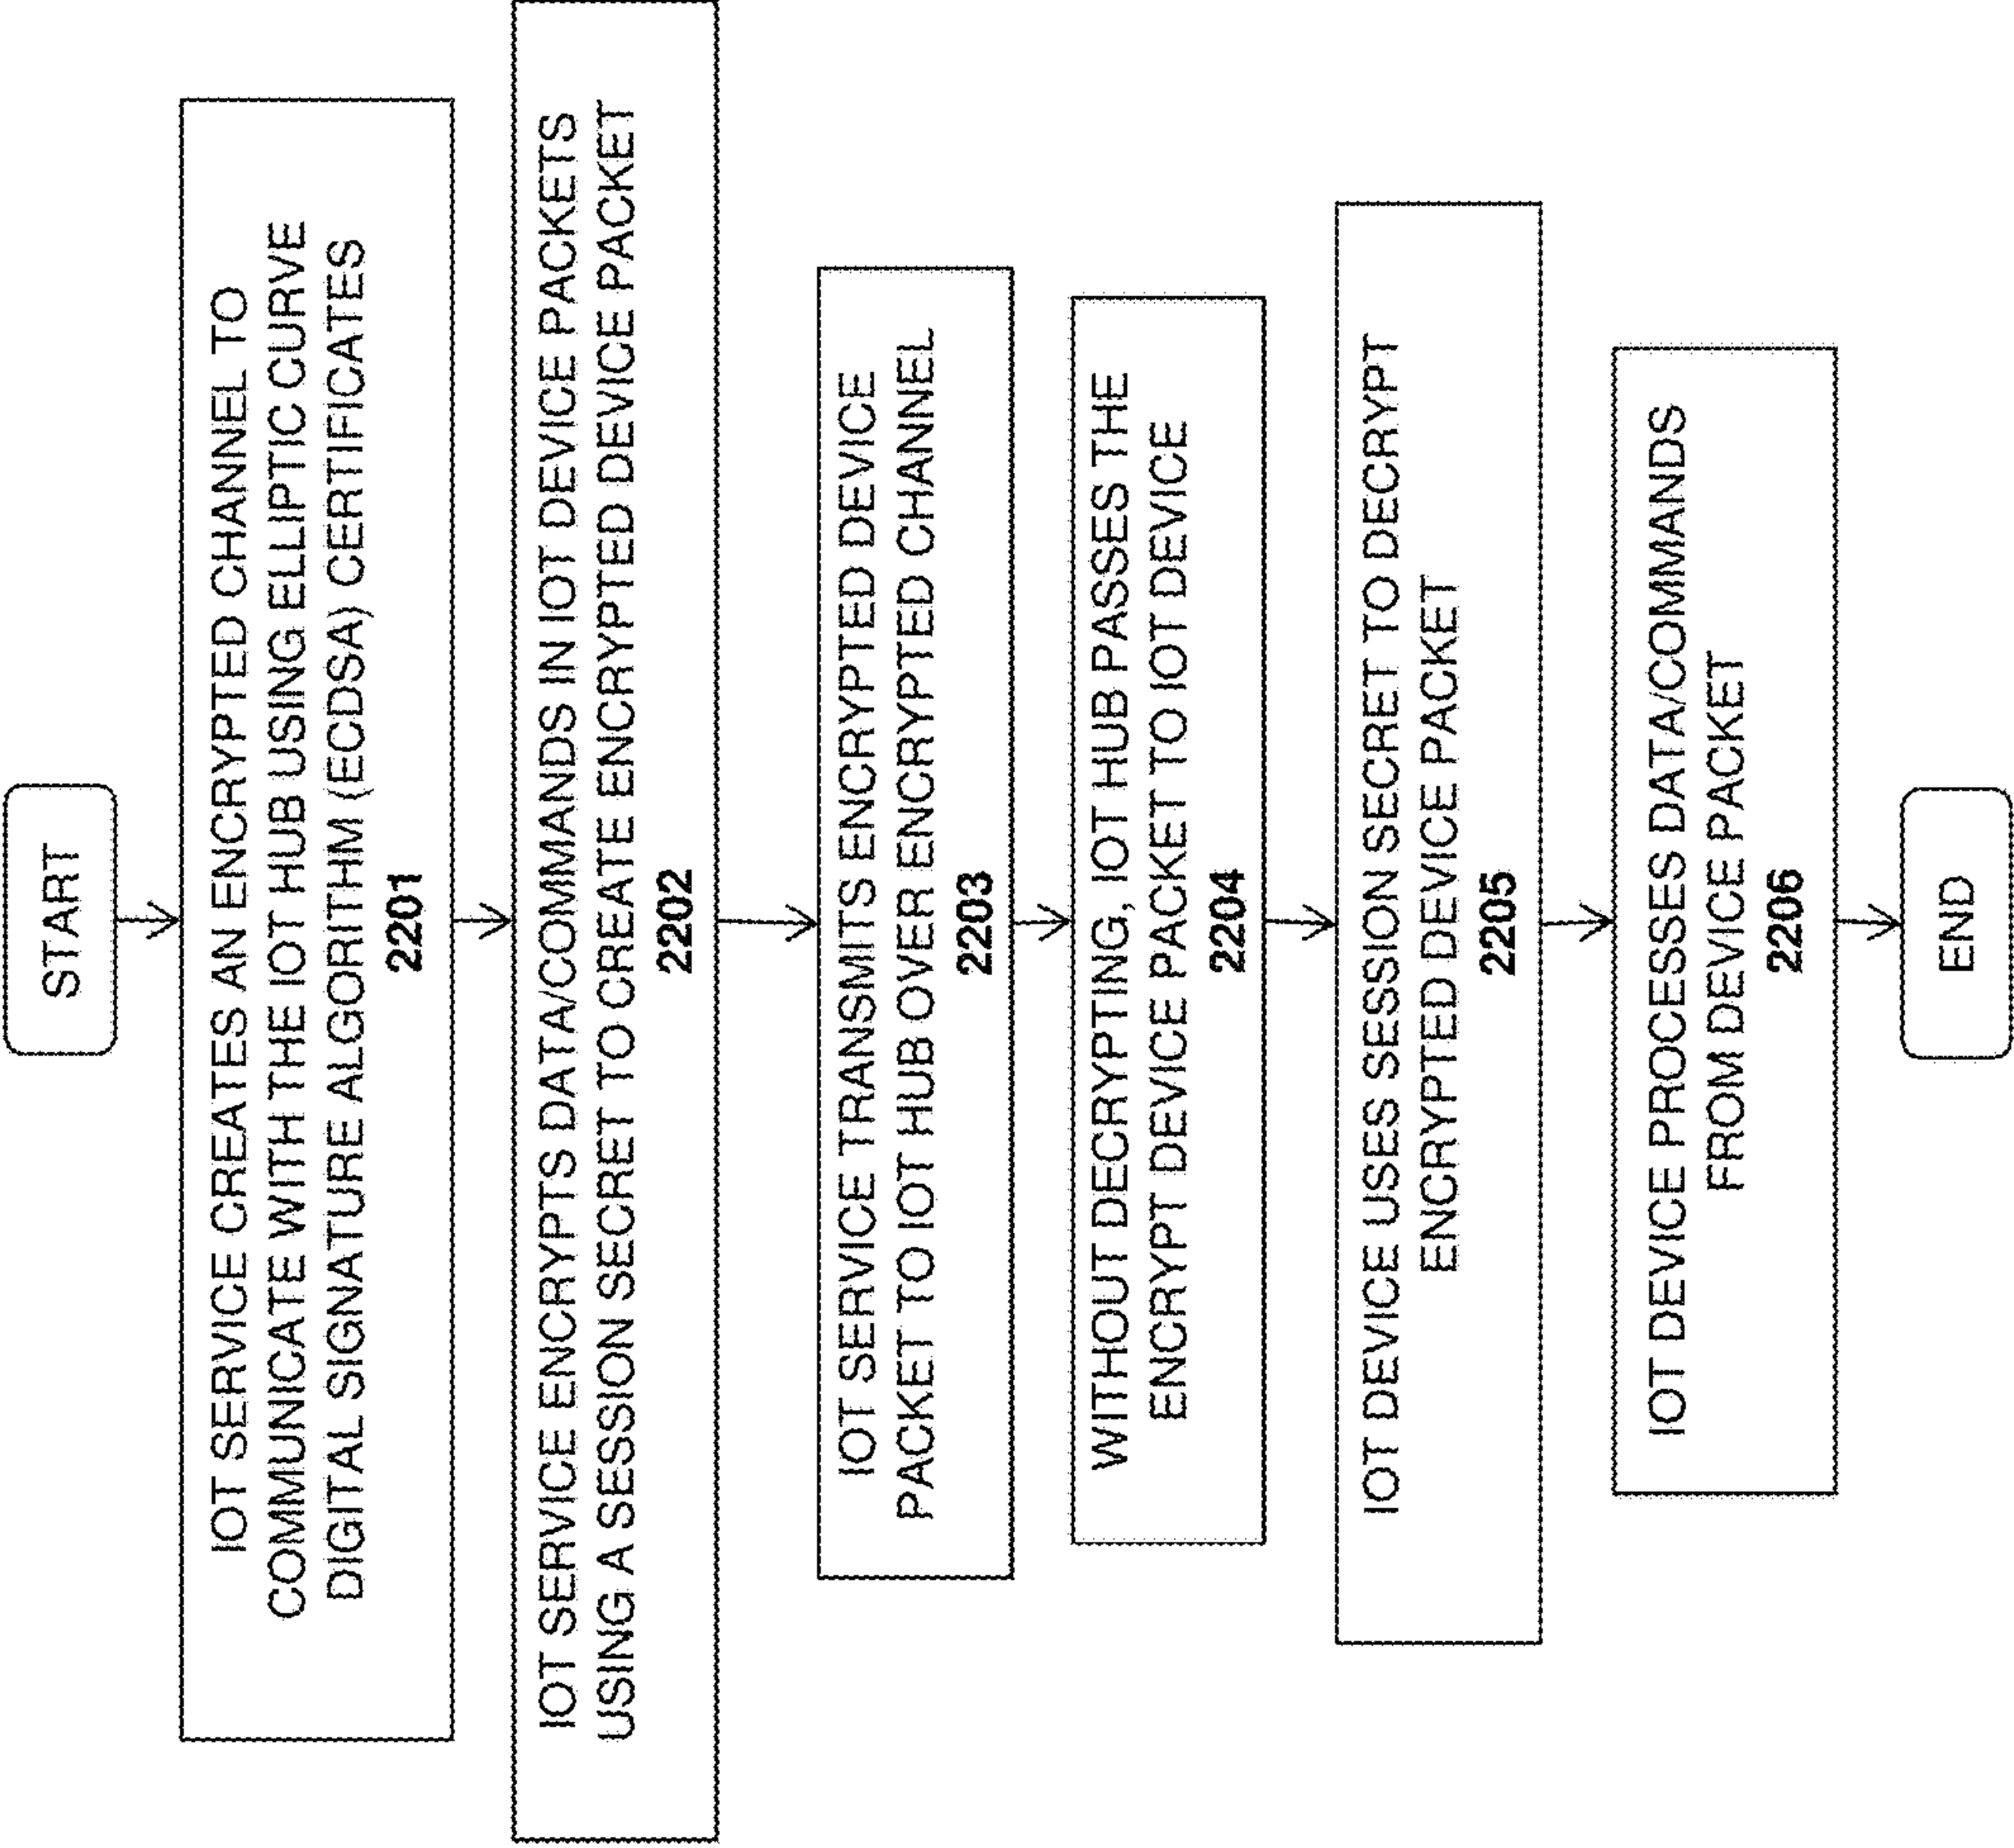 START
IOT SERVICE CREATES AN ENCRYPTED CHANNEL TO
COMMUNICATE WITH THE IOT HUB USING ELLIPTIC CURVE
DIGITAL SIGNATURE ALGORITHM (ECDSA) CERTIFICATES
2201
IOT SERVICE ENCRYPTS DATA/COMMANDS IN IOT DEVICE PACKETS
USING A SESSION SECRET TO CREATE ENCRYPTED DEVICE PACKET
2202
IOT SERVICE TRANSMITS ENCRYPTED DEVICE
PACKET TO IOT HUB OVER ENCRYPTED CHANNEL
2203
WITHOUT DECRYPTING, IOT HUB PASSES THE
ENCRYPT DEVICE PACKET TO IOT DEVICE
2204
IOT DEVICE USES SESSION SECRET TO DECRYPT
ENCRYPTED DEVICE PACKET
2205
IOT DEVICE PROCESSES DATA/COMMANDS
FROM DEVICE PACKET
2206
END